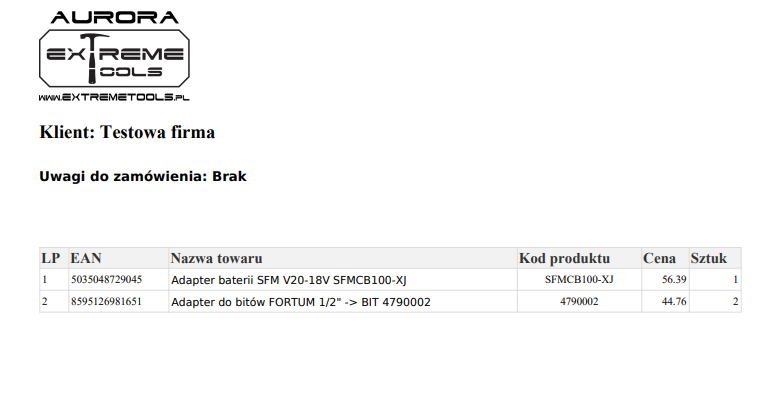 AURORA
EXTREME
TOOLS
WWW.EXTREMETOOLS.PL
Klient: Testowa firma
Uwagi do zamówienia: Brak
LP EAN Nazwa towaru Kod produktu Cena Sztuk
1 5035048729045 Adapter baterii SFM V20-18V SFMCB100-XJ SFMCB100-XJ 56.39 1
2 8595126981651 Adapter do bitów FORTUM 1/2" -> BIT 4790002 4790002 44.76 2